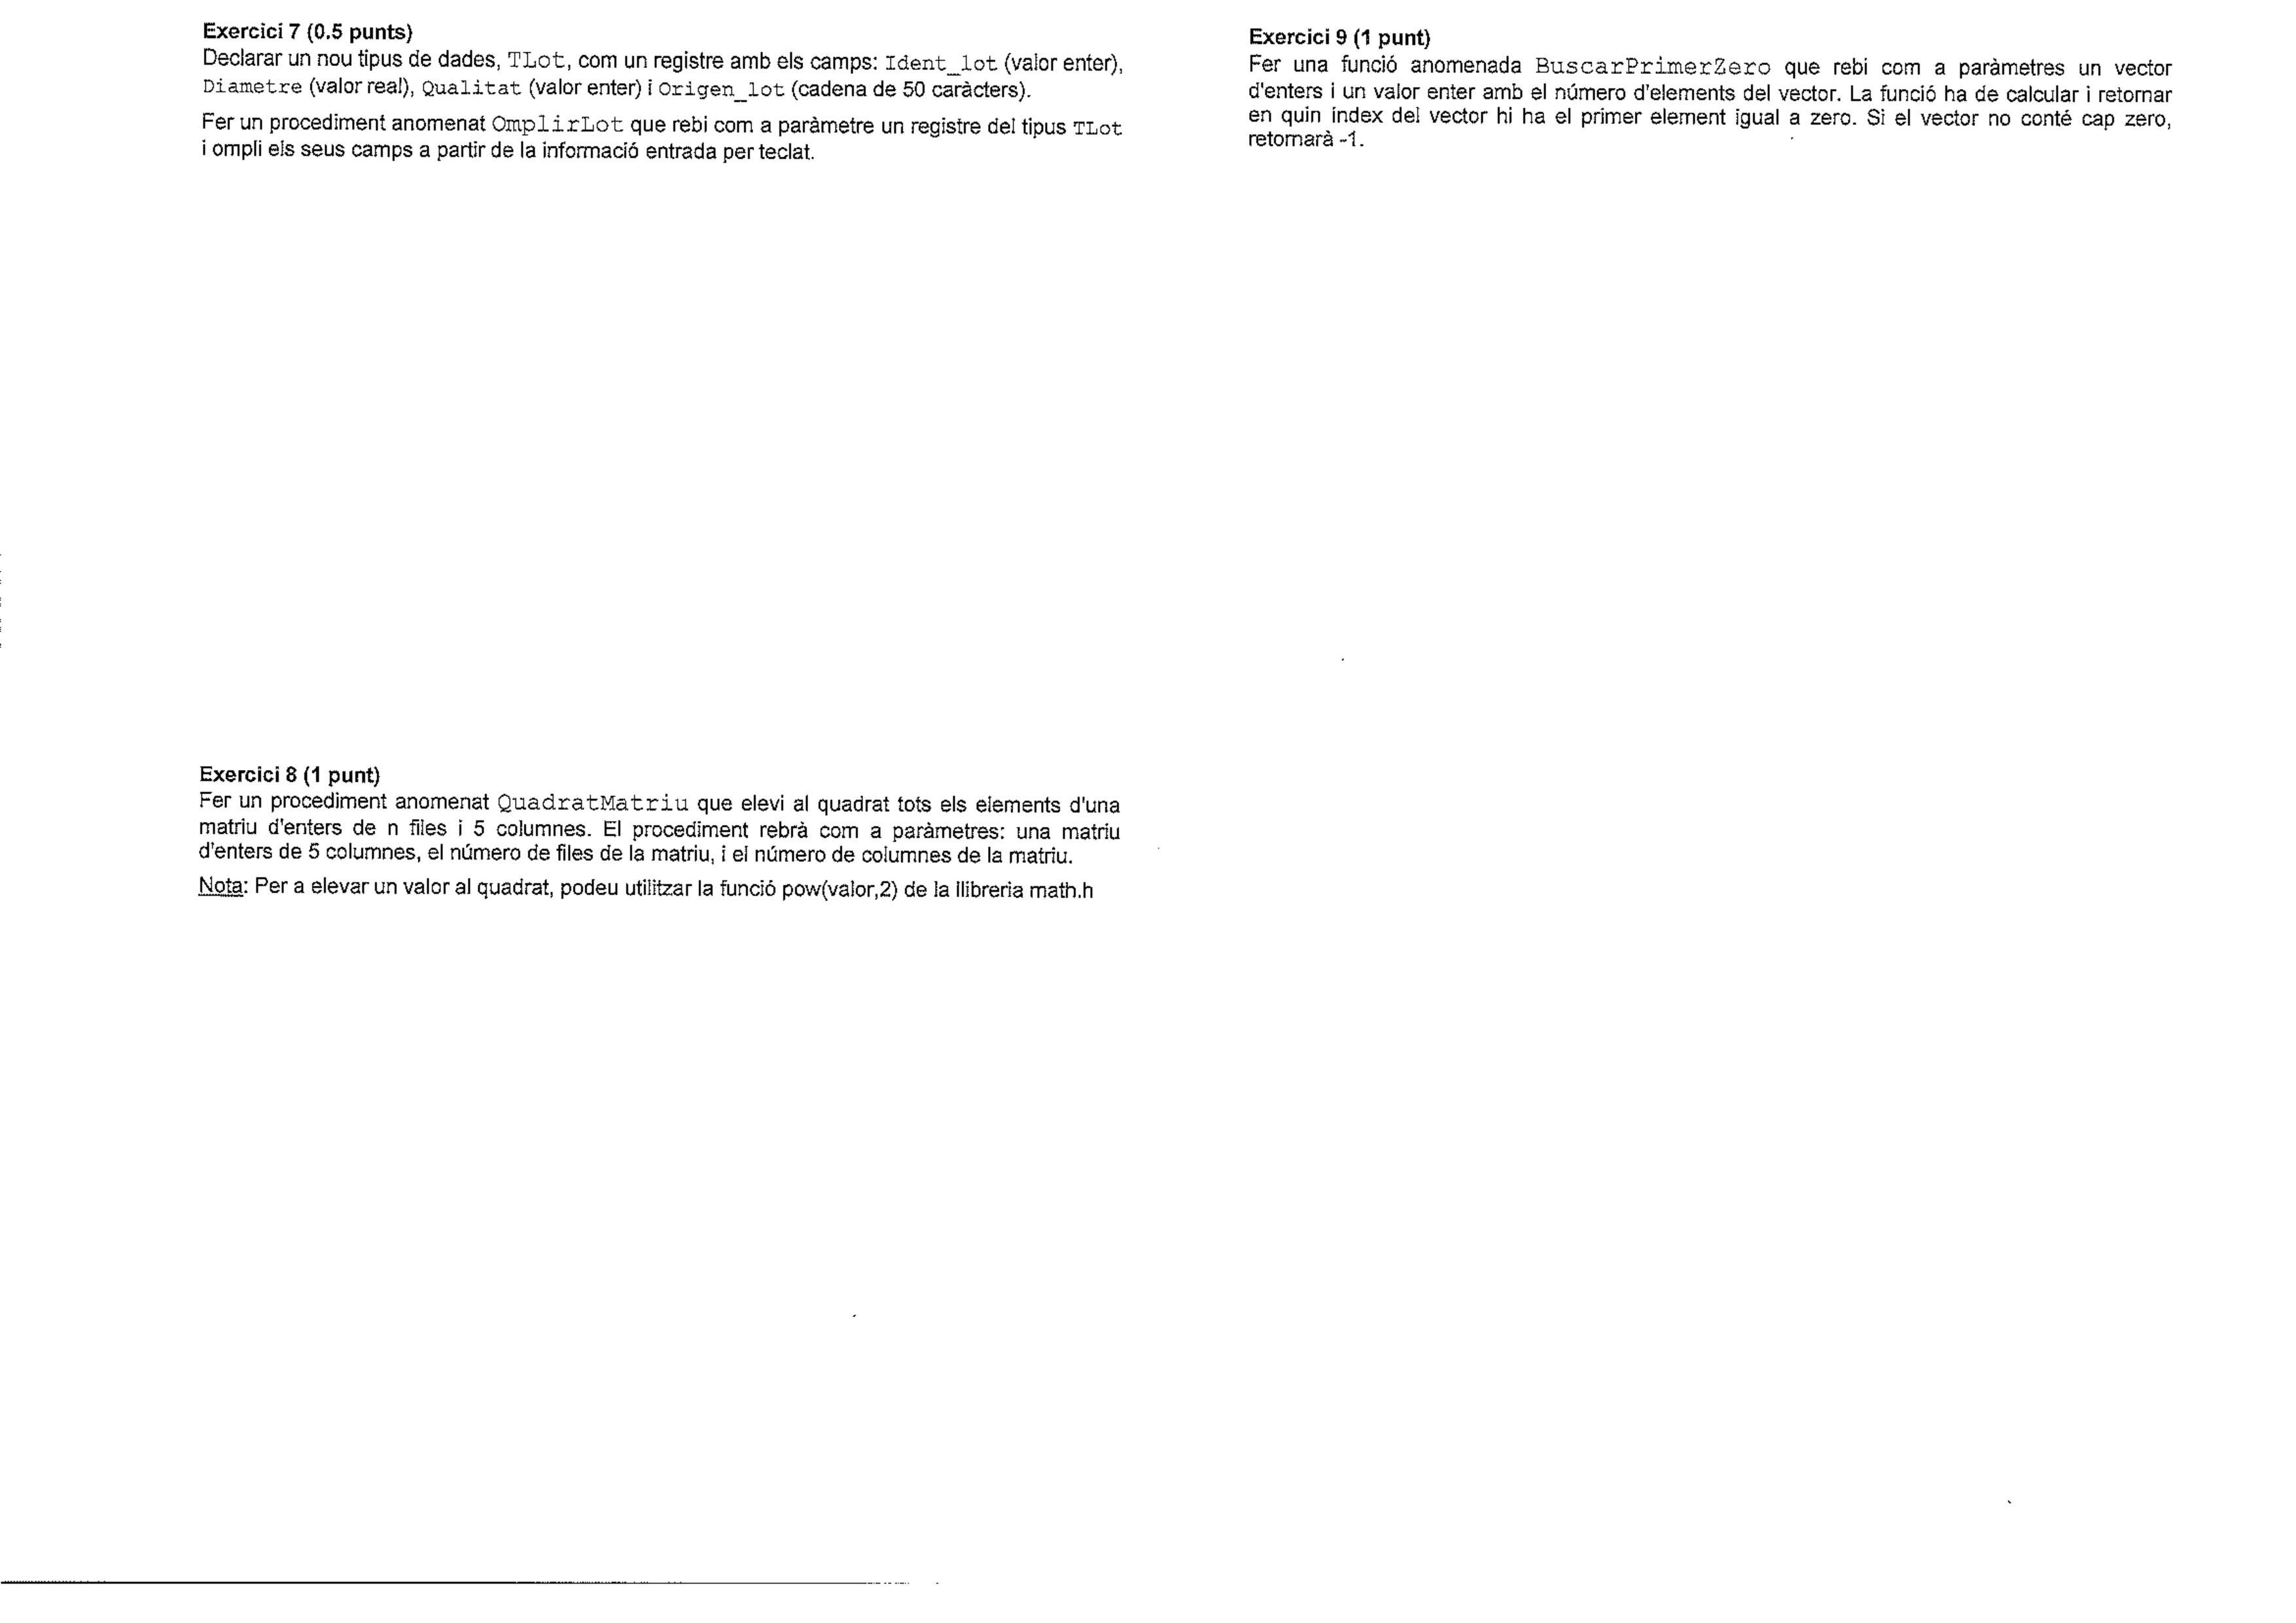 Exercici 7 (0.5 punts)
Declarar un nou tipus de dades, TLot, com un registre amb els camps: Ident_lot (valor enter),
Diametre (valor real), Qualitat (valor enter) i Origen_lot (cadena de 50 caràcters).
Fer un procediment anomenat OmplirLot que rebi com a paràmetre un registre del tipus TLot
i ompli els seus camps a partir de la informació entrada per teclat.
Exercici 8 (1 punt)
Fer un procediment anomenat QuadratMatriu que elevi al quadrat tots els elements d'una
matriu d'enters de n files i 5 columnes. El procediment rebrà com a paràmetres: una matriu
d'enters de 5 columnes, el número de files de la matriu, i el número de columnes de la matriu.
Nota: Per a elevar un valor al quadrat, podeu utilitzar la funció pow(valor,2) de la llibreria math.h
Exercici 9 (1 punt)
Fer una funció anomenada BuscarPrimerZero que rebi com a paràmetres un vector
d'enters i un valor enter amb el número d'elements del vector. La funció ha de calcular i retornar
en quin índex del vector hi ha el primer element igual a zero. Si el vector no conté cap zero,
retornarà -1.